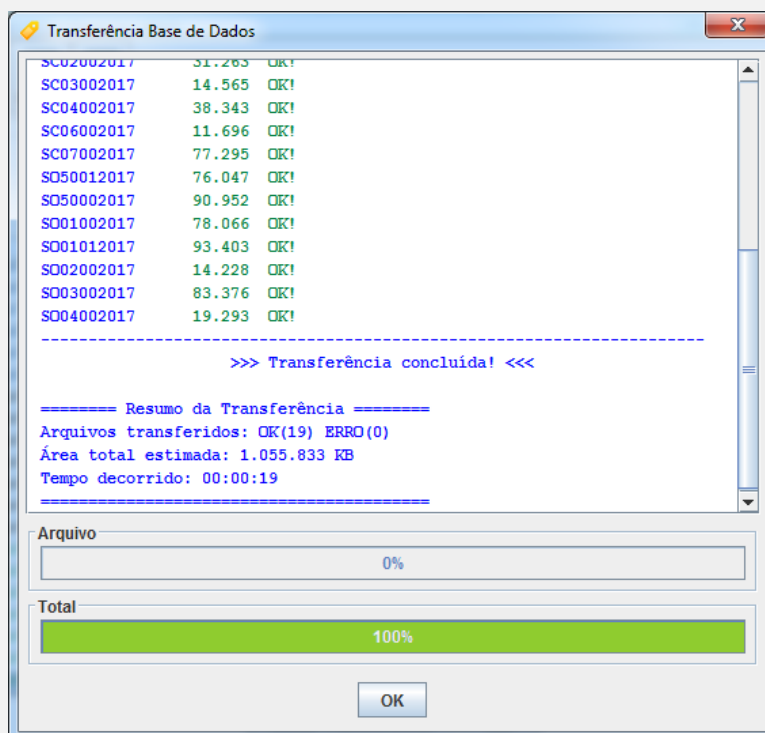 Transferência Base de Dados
SC02002017 31.263 OK!
SC03002017 14.565 OK!
SC04002017 38.343 OK!
SC06002017 11.696 OK!
SC07002017 77.295 OK!
SO50012017 76.047 OK!
SO50002017 90.952 OK!
SO01002017 78.066 OK!
SO01012017 93.403 OK!
SO02002017 14.228 OK!
SO03002017 83.376 OK!
SO04002017 19.293 OK!
----------------------------------------------------------------------
>>> Transferência concluída! <<<
======== Resumo da Transferência ========
Arquivos transferidos: OK(19) ERRO(0)
Área total estimada: 1.055.833 KB
Tempo decorrido: 00:00:19
=========================================
Arquivo
0%
Total
100%
OK